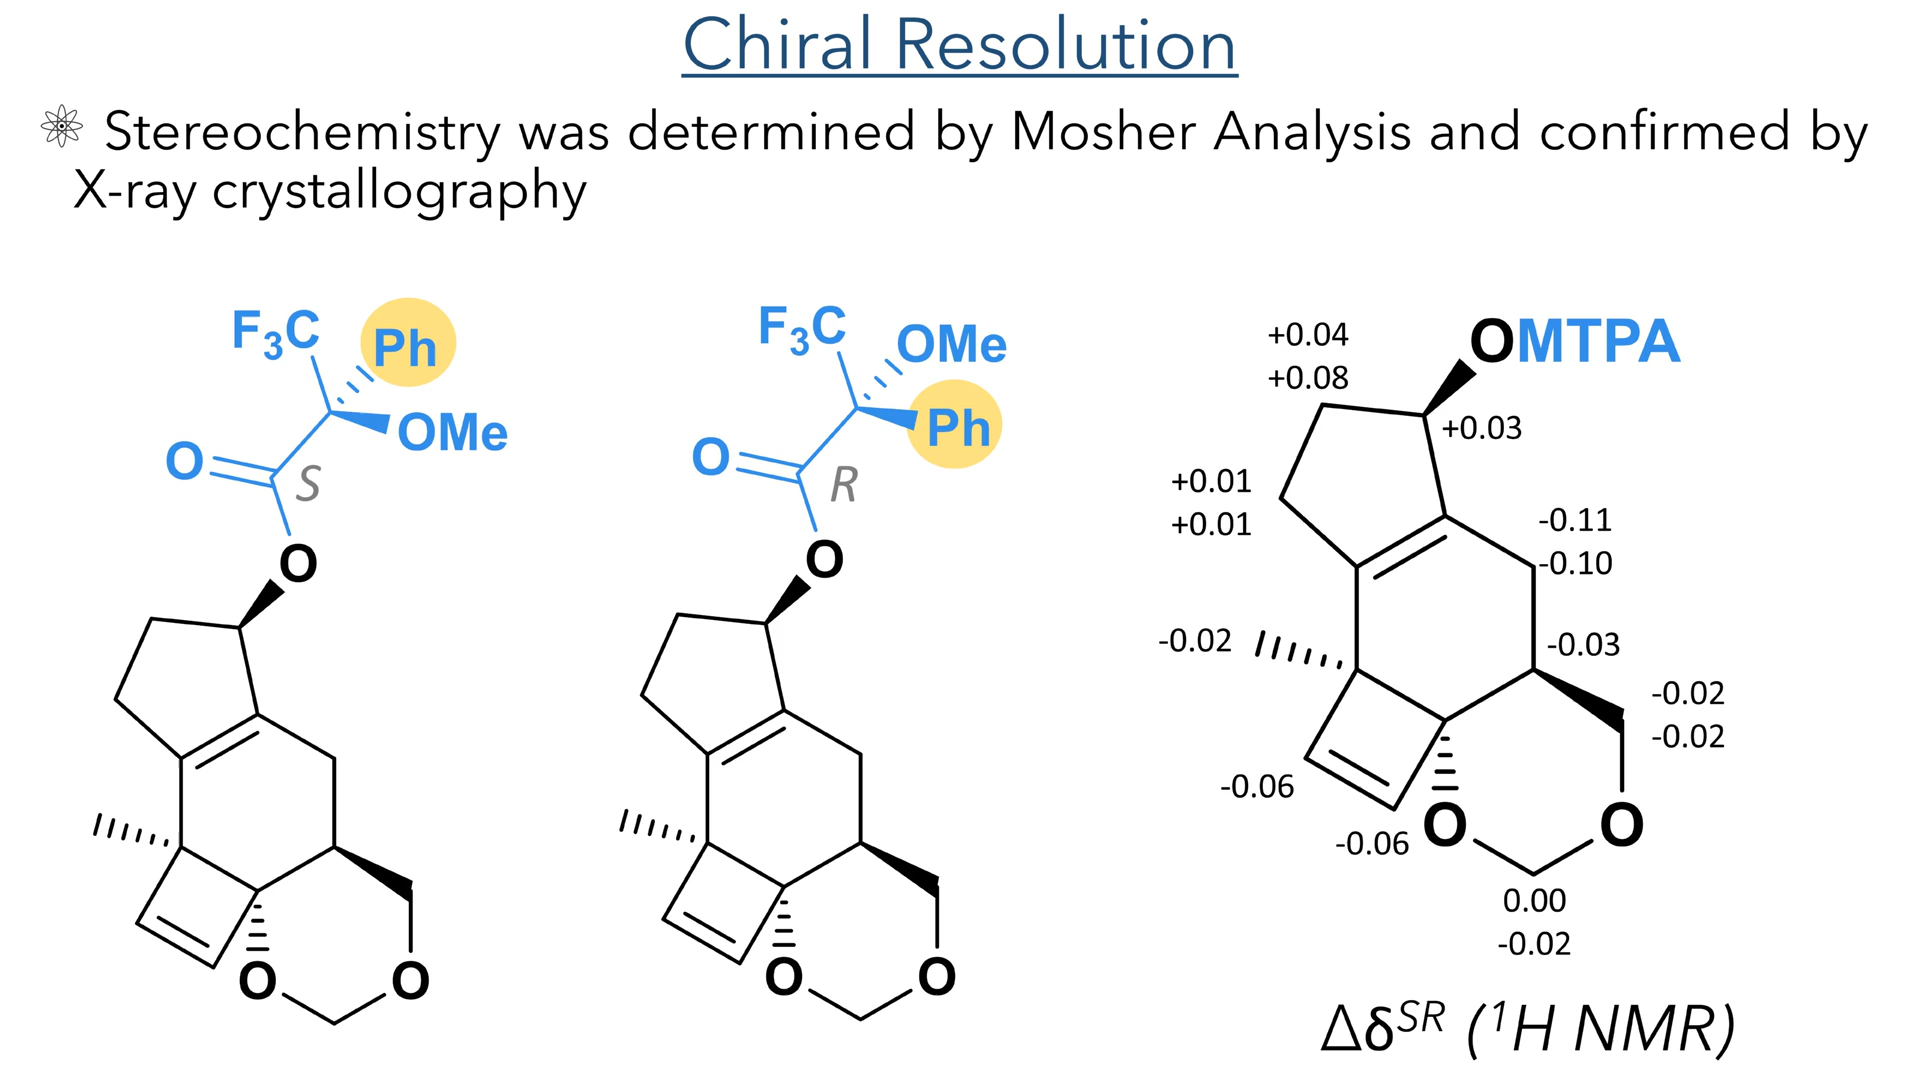 Chiral Resolution
Stereochemistry was determined by Mosher Analysis and confirmed by
X-ray crystallography
F₃C
Ph
OMe
O
S
O
O
O
F₃C
OMe
Ph
O
R
O
O
O
OMTPA
+0.04
+0.08
+0.03
+0.01
+0.01
-0.11
-0.10
-0.02
-0.03
-0.02
-0.02
-0.06
-0.06
O
O
0.00
-0.02
Δδˢᴿ (¹H NMR)